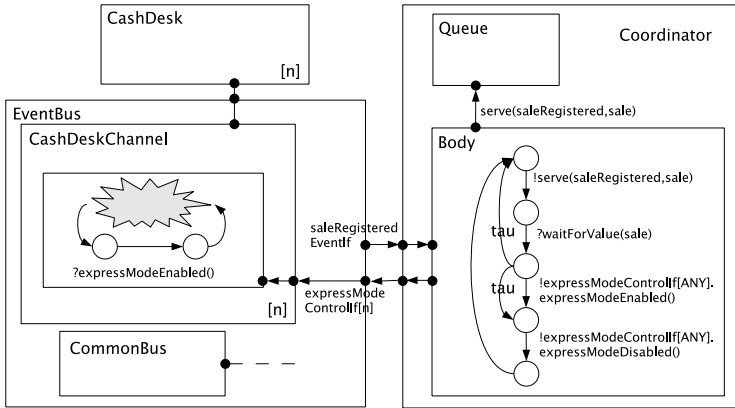 CashDesk
[n]
EventBus
CashDeskChannel
?expressModeEnabled()
[n]
CommonBus
saleRegistered
EventIf
expressMode
ControlIf[n]
Coordinator
Queue
serve(saleRegistered,sale)
Body
!serve(saleRegistered,sale)
?waitForValue(sale)
tau
!expressModeControlIf[ANY].
expressModeEnabled()
tau
!expressModeControlIf[ANY].
expressModeDisabled()